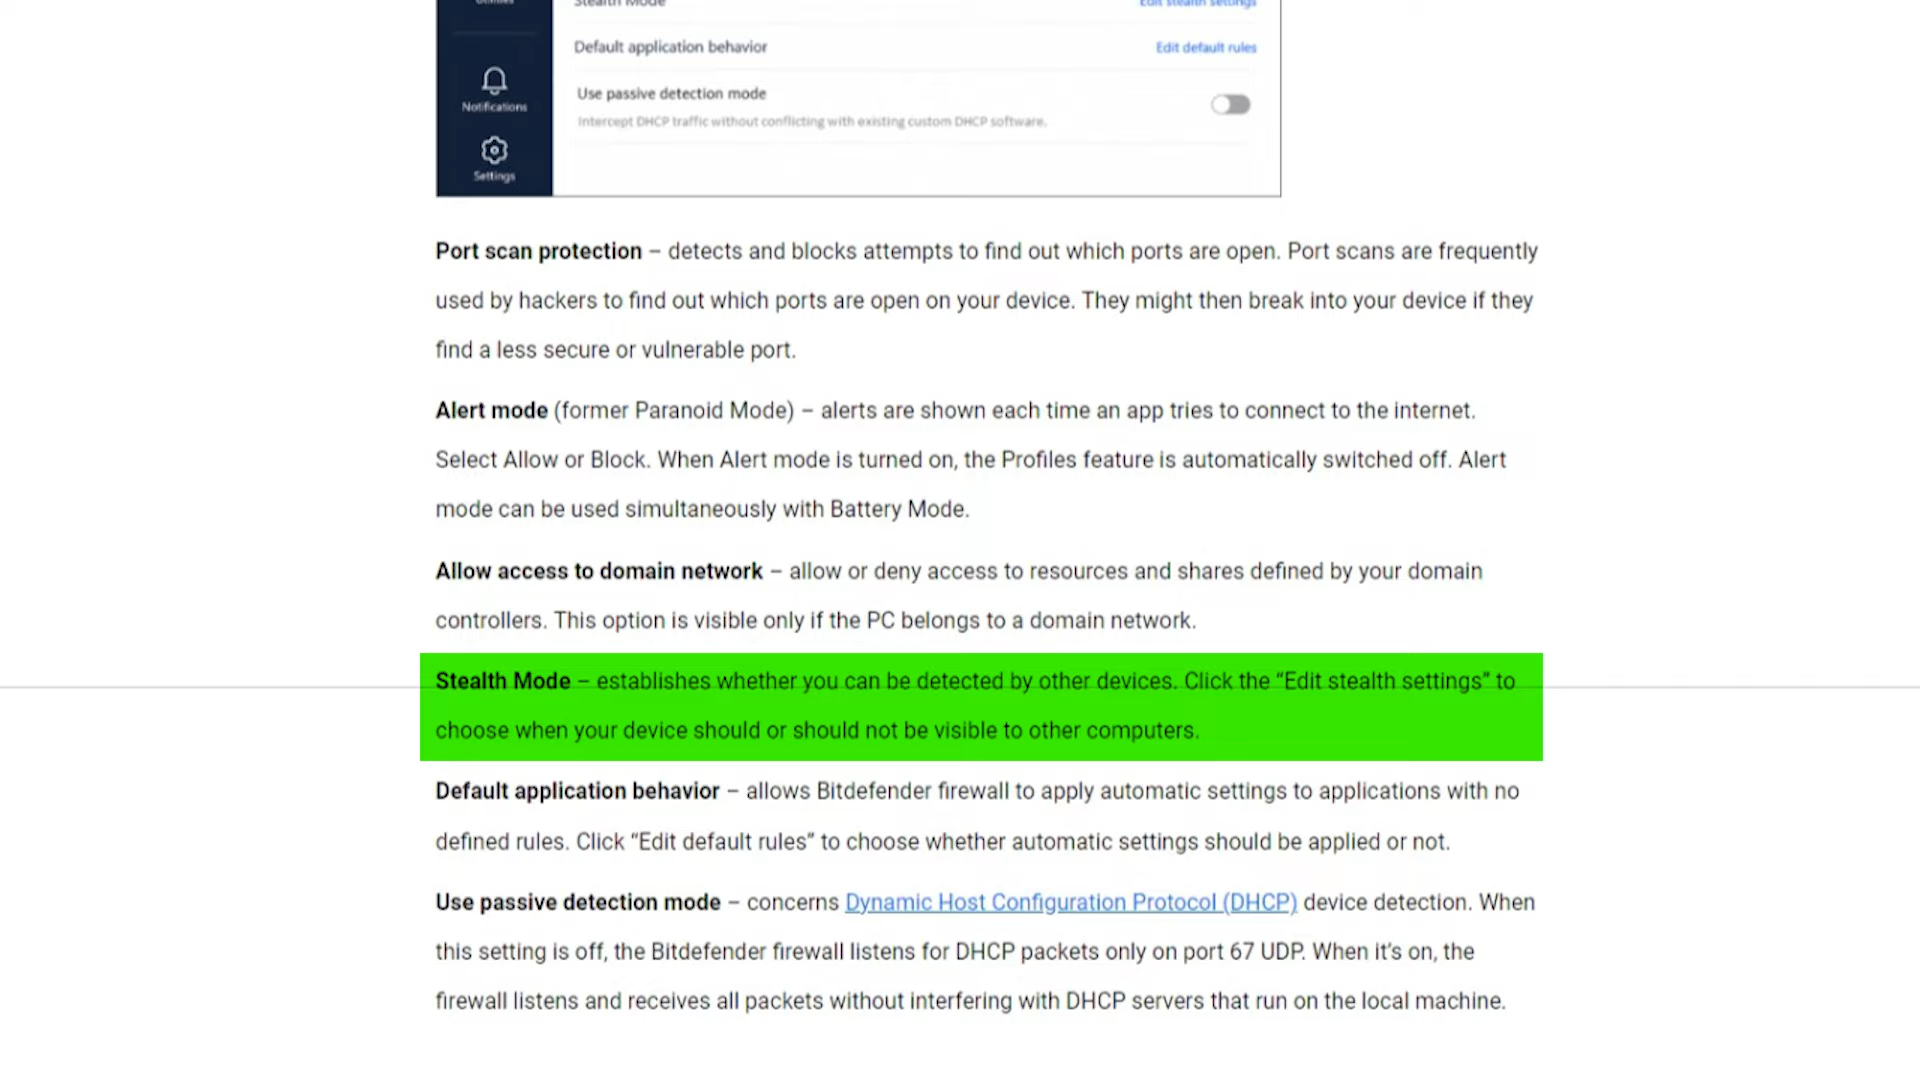 Utilities
Stealth Mode
Edit stealth settings
Default application behavior
Edit default rules
Notifications
Use passive detection mode
Intercept DHCP traffic without conflicting with existing custom DHCP software.
Settings
Port scan protection – detects and blocks attempts to find out which ports are open. Port scans are frequently
used by hackers to find out which ports are open on your device. They might then break into your device if they
find a less secure or vulnerable port.
Alert mode (former Paranoid Mode) – alerts are shown each time an app tries to connect to the internet.
Select Allow or Block. When Alert mode is turned on, the Profiles feature is automatically switched off. Alert
mode can be used simultaneously with Battery Mode.
Allow access to domain network – allow or deny access to resources and shares defined by your domain
controllers. This option is visible only if the PC belongs to a domain network.
Stealth Mode – establishes whether you can be detected by other devices. Click the “Edit stealth settings” to
choose when your device should or should not be visible to other computers.
Default application behavior – allows Bitdefender firewall to apply automatic settings to applications with no
defined rules. Click “Edit default rules” to choose whether automatic settings should be applied or not.
Use passive detection mode – concerns Dynamic Host Configuration Protocol (DHCP) device detection. When
this setting is off, the Bitdefender firewall listens for DHCP packets only on port 67 UDP. When it’s on, the
firewall listens and receives all packets without interfering with DHCP servers that run on the local machine.